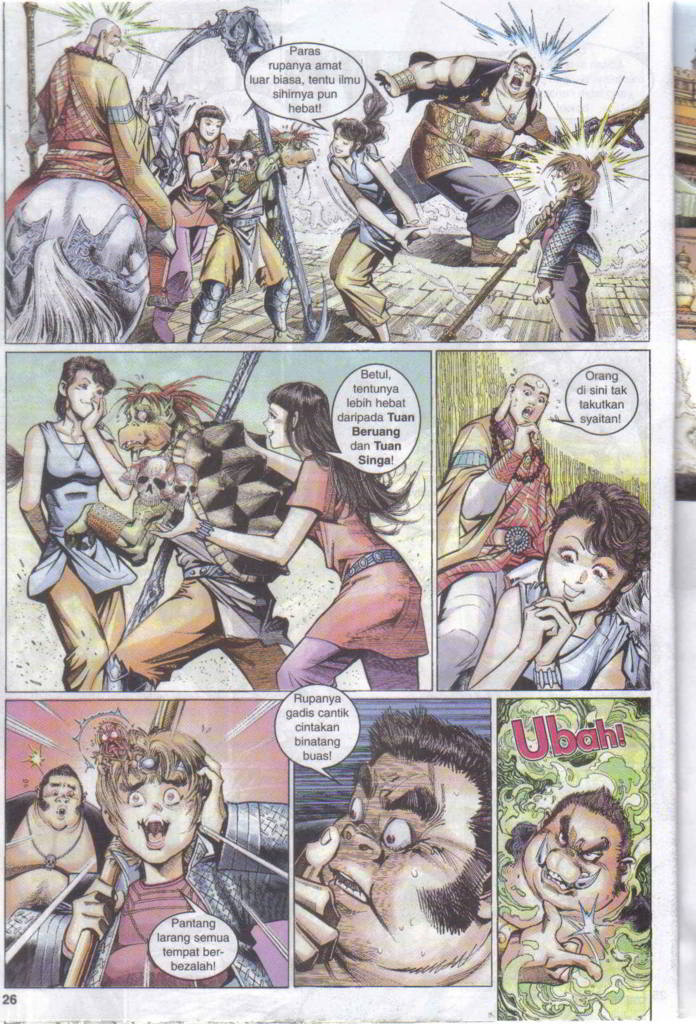 Paras
rupanya amat
luar biasa, tentu ilmu
sihirnya pun
hebat!
Betul,
tentunya
lebih hebat
daripada Tuan
Beruang
dan Tuan
Singa!
Orang
di sini tak
takutkan
syaitan!
Pantang
larang semua
tempat ber-
bezalah!
Rupanya
gadis cantik
cintakan
binatang
buas!
Ubah!
26